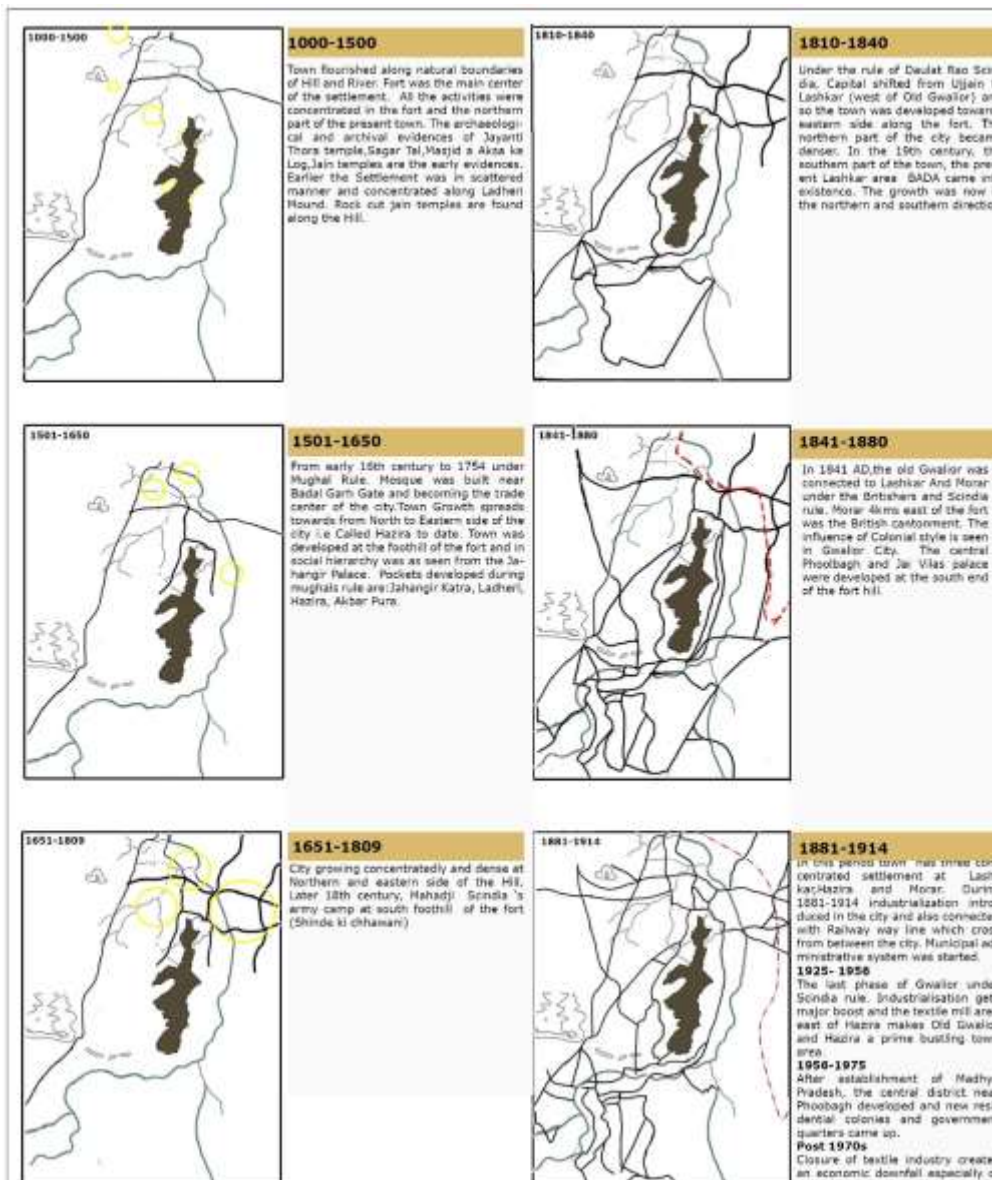 1000-1500
1000-1500
Town flourished along natural boundaries
of Hill and River. Fort was the main center
of the settlement. All the activities were
concentrated in the fort and the northern
part of the present town. The archaeologi-
cal and archival evidences of Jayanti
Thora temple,Sagar Tal,Masjid a Aksa ke
Log,Jain temples are the early evidences.
Earlier the Settlement was in scattered
manner and concentrated along Ladheri
Mound. Rock cut jain temples are found
along the Hill.
1501-1650
1501-1650
From early 16th century to 1754 under
Mughal Rule. Mosque was built near
Badal Garh Gate and becoming the trade
center of the city.Town Growth spreads
towards from North to Eastern side of the
city i.e Called Hazira to date. Town was
developed at the foothill of the fort and in
social hierarchy was as seen from the Ja-
hangir Palace. Pockets developed during
mughals rule are:Jahangir Katra, Ladheri,
Hazira, Akbar Pura.
1651-1809
1651-1809
City growing concentratedly and dense at
Northern and eastern side of the Hill.
Later 18th century, Mahadji Scindia 's
army camp at south foothill of the fort
(Shinde ki chhawani)
1810-1840
1810-1840
Under the rule of Daulat Rao Scin
dia, Capital shifted from Ujjain
Lashkar (west of Old Gwalior) an
so the town was developed toward
eastern side along the fort. Th
northern part of the city becam
denser. In the 19th century, th
southern part of the town, the pres
ent Lashkar area BADA came int
existence. The growth was now
the northern and southern directio
1841-1880
1841-1880
In 1841 AD,the old Gwalior was
connected to Lashkar And Morar
under the Britishers and Scindia
rule. Morar 4kms east of the fort
was the British cantonment. The
influence of Colonial style is seen
in Gwalior City. The central
Phoolbagh and Jai Vilas palace
were developed at the south end
of the fort hill.
1881-1914
1881-1914
In this period town has three con
centrated settlement at Lash
kar,Hazira and Morar. Durin
1881-1914 industrialization intro
duced in the city and also connecte
with Railway way line which cros
from between the city. Municipal ad
ministrative system was started.
1925- 1956
The last phase of Gwalior unde
Scindia rule. Industrialisation get
major boost and the textile mill are
east of Hazira makes Old Gwalio
and Hazira a prime bustling tow
area
1956-1975
After establishment of Madhy
Pradesh, the central district nea
Phoobagh developed and new resi
dential colonies and governmen
quarters came up.
Post 1970s
Closure of textile industry create
an economic downfall especially o